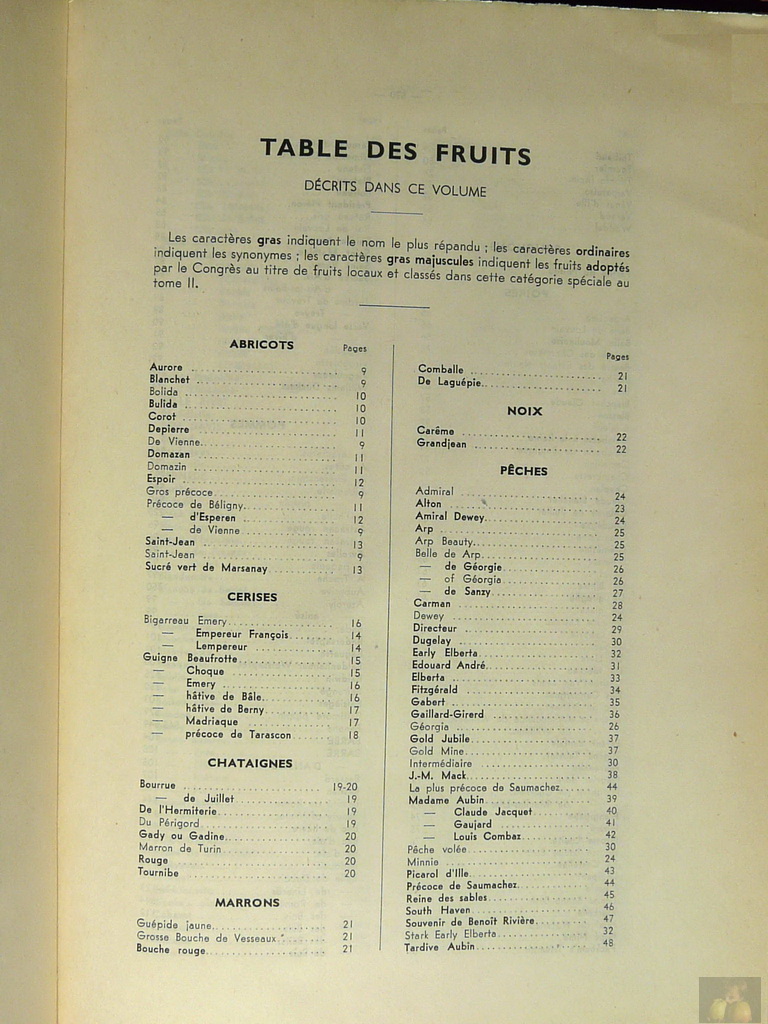 TABLE DES FRUITS
DÉCRITS DANS CE VOLUME
Les caractères gras indiquent le nom le plus répandu ; les caractères ordinaires
indiquent les synonymes ; les caractères gras majuscules indiquent les fruits adoptés
par le Congrès au titre de fruits locaux et classés dans cette catégorie spéciale au
tome II.
ABRICOTS
Pages
Aurore 9
Blanchet 9
Bolida 10
Bulida 10
Corot 10
Depierre 11
De Vienne 9
Domazan 11
Domazin 11
Espoir 12
Gros précoce 9
Précoce de Béligny 11
— d'Esperen 12
— de Vienne 9
Saint-Jean 13
Saint-Jean 9
Sucré vert de Marsanay 13
CERISES
Bigarreau Emery 16
— Empereur François 14
— Lempereur 14
Guigne Beaufrotte 15
— Choque 15
— Emery 16
— hâtive de Bâle 16
— hâtive de Berny 17
— Madriaque 17
— précoce de Tarascon 18
CHATAIGNES
Bourrue 19-20
— de Juillet 19
De l'Hermiterie 19
Du Périgord 19
Gady ou Gadine 20
Marron de Turin 20
Rouge 20
Tournibe 20
MARRONS
Guépide jaune 21
Grosse Bouche de Vesseaux 21
Bouche rouge 21
Pages
Comballe 21
De Laguépie 21
NOIX
Carême 22
Grandjean 22
PÊCHES
Admiral 24
Alton 23
Amiral Dewey 24
Arp 25
Arp Beauty 25
Belle de Arp 25
— de Géorgie 26
— of Géorgia 26
— de Sanzy 27
Carman 28
Dewey 24
Directeur 29
Dugelay 30
Early Elberta 32
Edouard André 31
Elberta 33
Fitzgérald 34
Gabert 35
Gaillard-Girerd 36
Géorgia 26
Gold Jubile 37
Gold Mine 37
Intermédiaire 30
J.-M. Mack 38
La plus précoce de Saumachez 44
Madame Aubin 39
— Claude Jacquet 40
— Gaujard 41
— Louis Combaz 42
Pêche volée 30
Minnie 24
Picarol d'Ille 43
Précoce de Saumachez 44
Reine des sables 45
South Haven 46
Souvenir de Benoît Rivière 47
Stark Early Elberta 32
Tardive Aubin 48